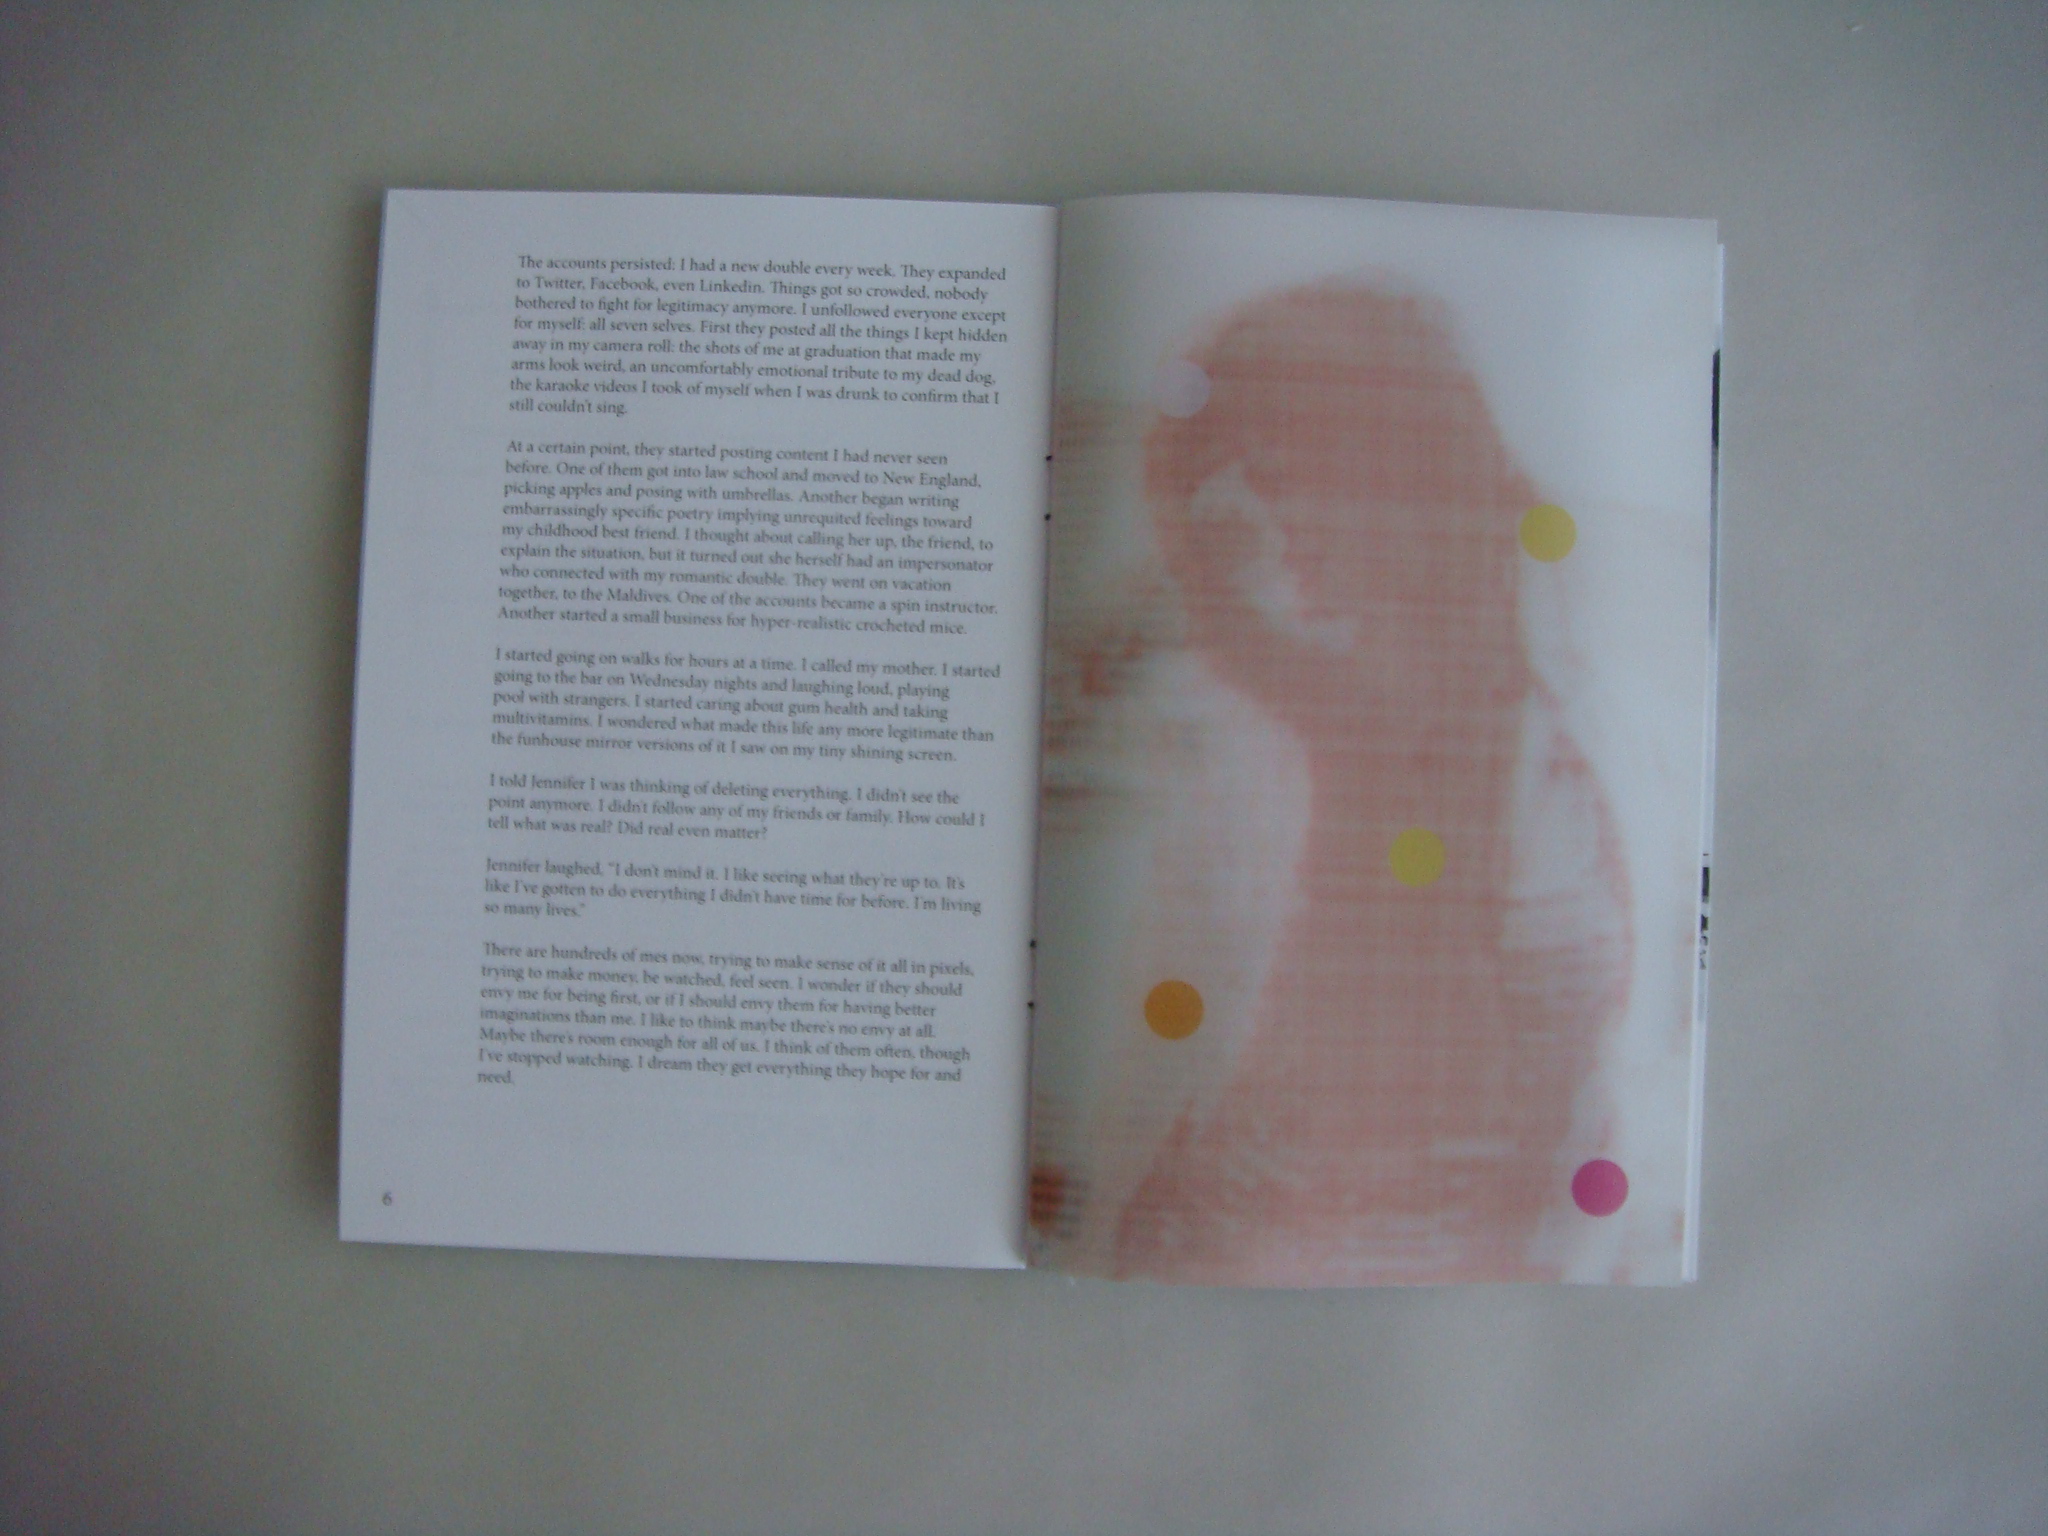 The accounts persisted: I had a new double every week. They expanded
to Twitter, Facebook, even Linkedin. Things got so crowded, nobody
bothered to fight for legitimacy anymore. I unfollowed everyone except
for myself: all seven selves. First they posted all the things I kept hidden
away in my camera roll: the shots of me at graduation that made my
arms look weird, an uncomfortably emotional tribute to my dead dog,
the karaoke videos I took of myself when I was drunk to confirm that I
still couldn't sing.
At a certain point, they started posting content I had never seen
before. One of them got into law school and moved to New England,
picking apples and posing with umbrellas. Another began writing
embarrassingly specific poetry implying unrequited feelings toward
my childhood best friend. I thought about calling her up, the friend, to
explain the situation, but it turned out she herself had an impersonator
who connected with my romantic double. They went on vacation
together, to the Maldives. One of the accounts became a spin instructor.
Another started a small business for hyper-realistic crocheted mice.
I started going on walks for hours at a time. I called my mother. I started
going to the bar on Wednesday nights and laughing loud, playing
pool with strangers. I started caring about gum health and taking
multivitamins. I wondered what made this life any more legitimate than
the funhouse mirror versions of it I saw on my tiny shining screen.
I told Jennifer I was thinking of deleting everything. I didn't see the
point anymore. I didn't follow any of my friends or family. How could I
tell what was real? Did real even matter?
Jennifer laughed, "I don't mind it. I like seeing what they're up to. It's
like I've gotten to do everything I didn't have time for before. I'm living
so many lives."
There are hundreds of mes now, trying to make sense of it all in pixels,
trying to make money, be watched, feel seen. I wonder if they should
envy me for being first, or if I should envy them for having better
imaginations than me. I like to think maybe there's no envy at all.
Maybe there's room enough for all of us. I think of them often, though
I've stopped watching. I dream they get everything they hope for and
need.
6